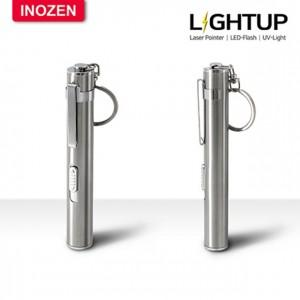 INOZEN
LIGHTUP
Laser Pointer | LED-Flash | UV-Light